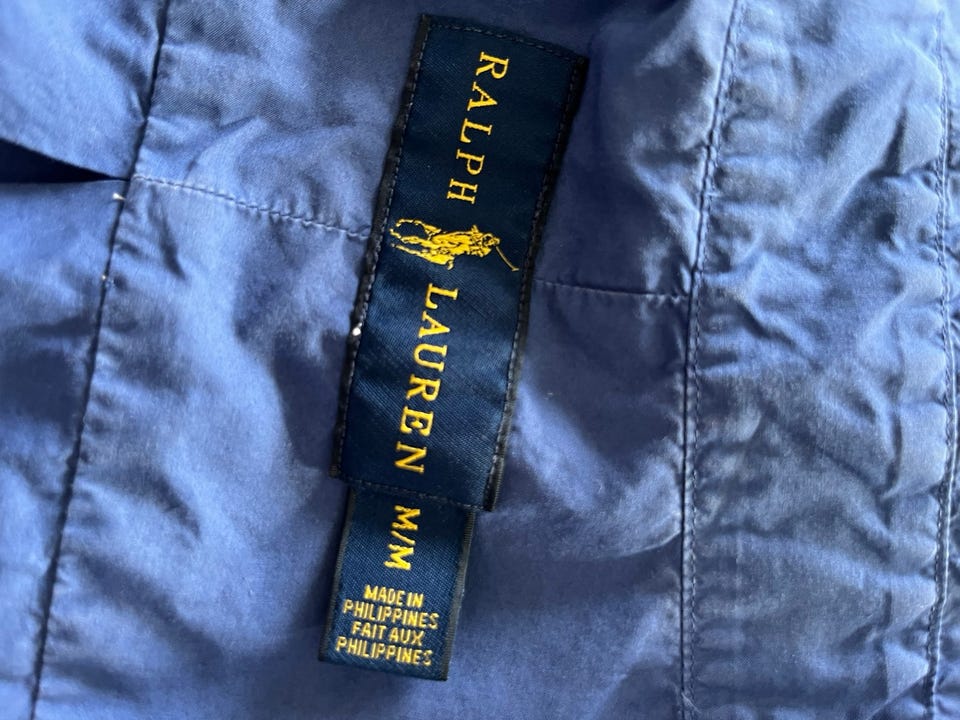 RALPH LAUREN
M/M
MADE IN
PHILIPPINES
FAIT AUX
PHILIPPINES